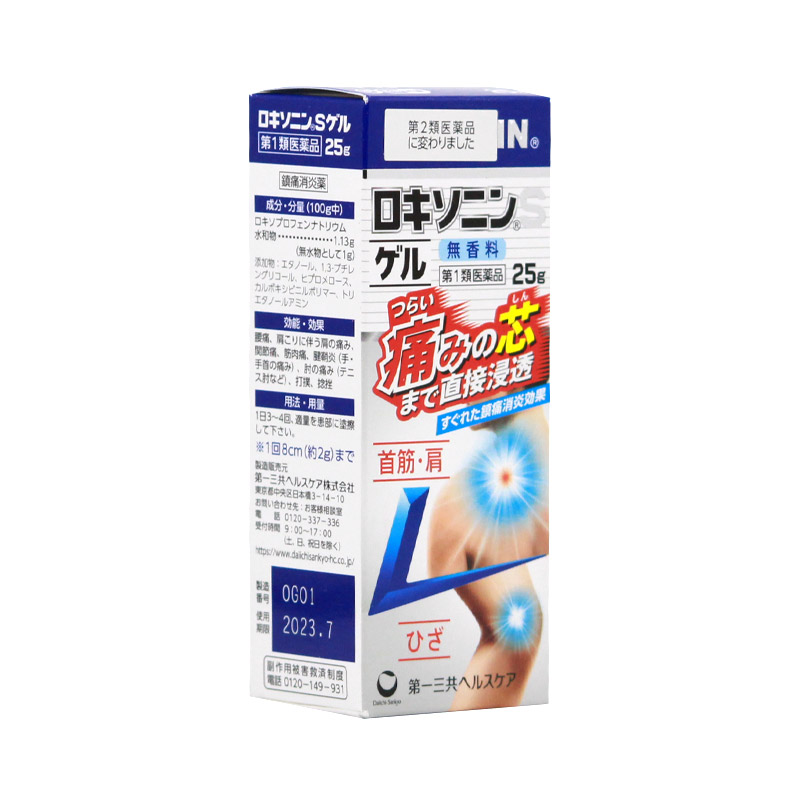 ロキソニン®Sゲル
第1類医薬品 25g
鎮痛消炎薬
成分・分量(100g中)
ロキソプロフェンナトリウム
水和物………………1.13g
(無水物として1g)
添加物:エタノール、1,3-ブチレ
ングリコール、ヒプロメロース、
カルボキシビニルポリマー、トリ
エタノールアミン
効能・効果
腰痛、肩こりに伴う肩の痛み、
関節痛、筋肉痛、腱鞘炎(手・
手首の痛み)、肘の痛み(テニ
ス肘など)、打撲、捻挫
用法・用量
1日3〜4回、適量を患部に塗擦
して下さい。
※1回8cm(約2g)まで
製造販売元
第一三共ヘルスケア株式会社
東京都中央区日本橋3-14-10
お問い合わせ先:お客様相談室
電 話 0120-337-336
受付時間 9:00〜17:00
(土、日、祝日を除く)
https://www.daiichisankyo-hc.co.jp/
製造
番号 OG01
使用
期限 2023.7
副作用被害救済制度
電話0120-149-931
第2類医薬品
に変わりました
IN®
ロキソニン®S
ゲル
無香料
第1類医薬品 25g
つらい
しん
痛みの芯
まで直接浸透
すぐれた鎮痛消炎効果
首筋・肩
ひざ
Daiichi-Sankyo
第一三共ヘルスケア